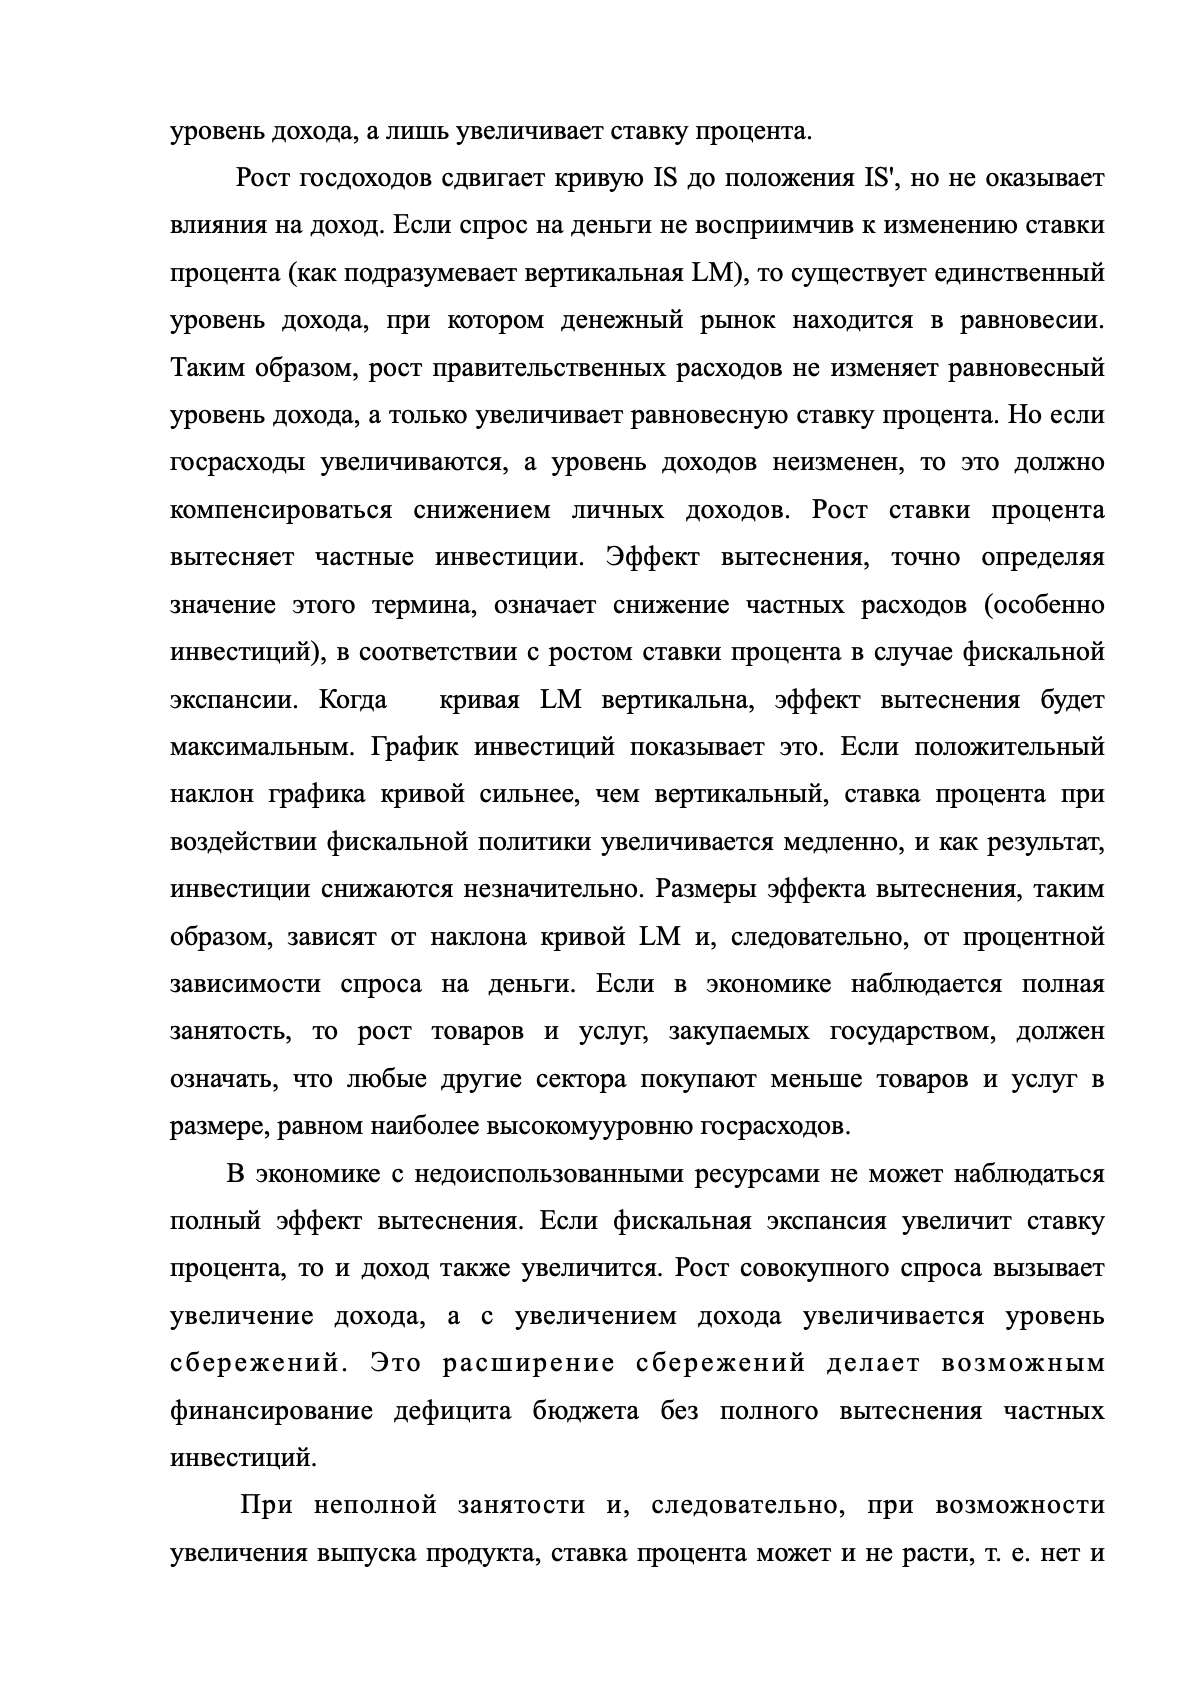 уровень дохода, а лишь увеличивает ставку процента.
Рост госдоходов сдвигает кривую IS до положения IS', но не оказывает
влияния на доход. Если спрос на деньги не восприимчив к изменению ставки
процента (как подразумевает вертикальная LM), то существует единственный
уровень дохода, при котором денежный рынок находится в равновесии.
Таким образом, рост правительственных расходов не изменяет равновесный
уровень дохода, а только увеличивает равновесную ставку процента. Но если
госрасходы увеличиваются, а уровень доходов неизменен, то это должно
компенсироваться снижением личных доходов. Рост ставки процента
вытесняет частные инвестиции. Эффект вытеснения, точно определяя
значение этого термина, означает снижение частных расходов (особенно
инвестиций), в соответствии с ростом ставки процента в случае фискальной
экспансии. Когда кривая LM вертикальна, эффект вытеснения будет
максимальным. График инвестиций показывает это. Если положительный
наклон графика кривой сильнее, чем вертикальный, ставка процента при
воздействии фискальной политики увеличивается медленно, и как результат,
инвестиции снижаются незначительно. Размеры эффекта вытеснения, таким
образом, зависят от наклона кривой LM и, следовательно, от процентной
зависимости спроса на деньги. Если в экономике наблюдается полная
занятость, то рост товаров и услуг, закупаемых государством, должен
означать, что любые другие сектора покупают меньше товаров и услуг в
размере, равном наиболее высокомууровню госрасходов.
В экономике с недоиспользованными ресурсами не может наблюдаться
полный эффект вытеснения. Если фискальная экспансия увеличит ставку
процента, то и доход также увеличится. Рост совокупного спроса вызывает
увеличение дохода, а с увеличением дохода увеличивается уровень
сбережений. Это расширение сбережений делает возможным
финансирование дефицита бюджета без полного вытеснения частных
инвестиций.
При неполной занятости и, следовательно, при возможности
увеличения выпуска продукта, ставка процента может и не расти, т. е. нет и